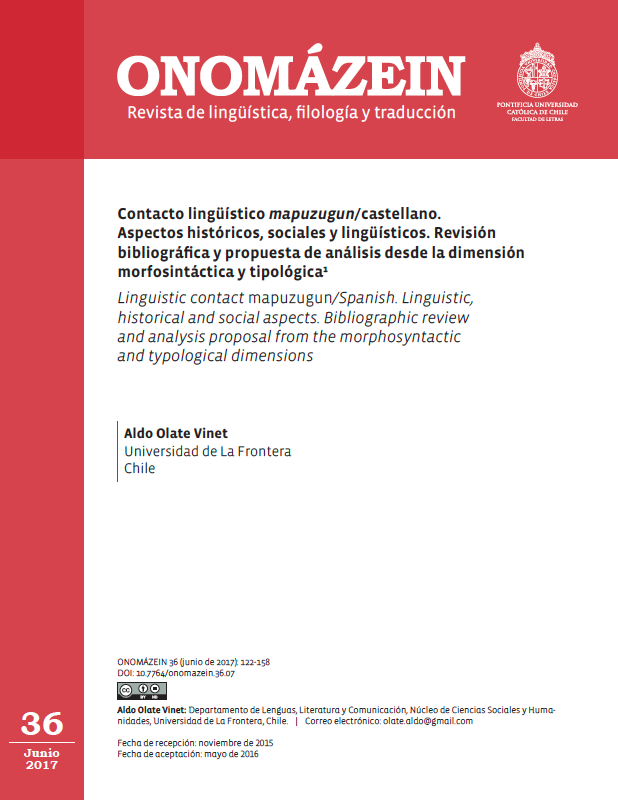 ONOMÁZEIN
Revista de lingüística, filología y traducción
PONTIFICIA UNIVERSIDAD
CATÓLICA DE CHILE
FACULTAD DE LETRAS
Contacto lingüístico mapuzugun/castellano.
Aspectos históricos, sociales y lingüísticos. Revisión
bibliográfica y propuesta de análisis desde la dimensión
morfosintáctica y tipológica¹
Linguistic contact mapuzugun/Spanish. Linguistic,
historical and social aspects. Bibliographic review
and analysis proposal from the morphosyntactic
and typological dimensions
Aldo Olate Vinet
Universidad de La Frontera
Chile
ONOMÁZEIN 36 (junio de 2017): 122-158
DOI: 10.7764/onomazein.36.07
cc BY ND
Aldo Olate Vinet: Departamento de Lenguas, Literatura y Comunicación, Núcleo de Ciencias Sociales y Huma-
nidades, Universidad de La Frontera, Chile. | Correo electrónico: olate.aldo@gmail.com
Fecha de recepción: noviembre de 2015
Fecha de aceptación: mayo de 2016
36
Junio
2017